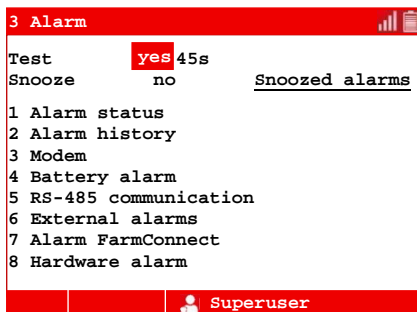 3 Alarm
Test yes 45s
Snooze no Snoozed alarms
1 Alarm status
2 Alarm history
3 Modem
4 Battery alarm
5 RS-485 communication
6 External alarms
7 Alarm FarmConnect
8 Hardware alarm
Superuser